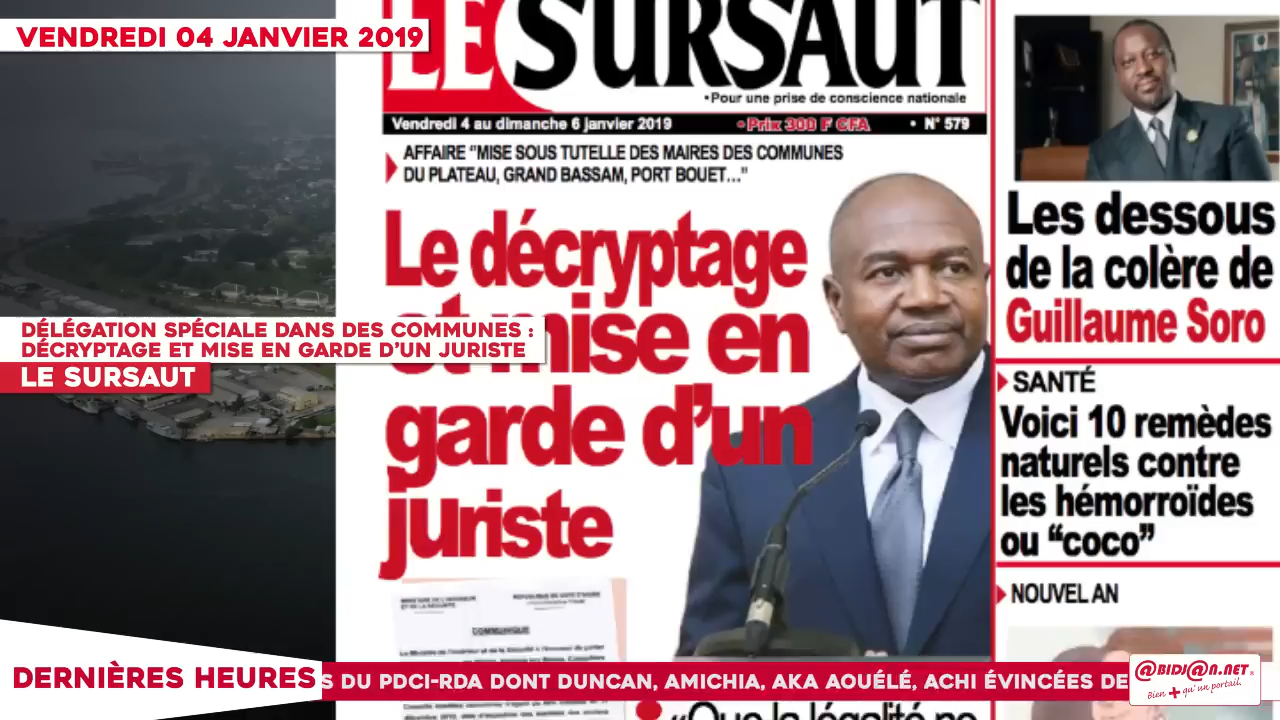 VENDREDI 04 JANVIER 2019
LE SURSAUT
•Pour une prise de conscience nationale
Vendredi 4 au dimanche 6 janvier 2019 • Prix 300 F CFA • N° 579
AFFAIRE “MISE SOUS TUTELLE DES MAIRES DES COMMUNES
DU PLATEAU, GRAND BASSAM, PORT BOUET...”
Le décryptage
et mise en
garde d’un
juriste
DÉLÉGATION SPÉCIALE DANS DES COMMUNES :
DÉCRYPTAGE ET MISE EN GARDE D’UN JURISTE
LE SURSAUT
COMMUNIQUE
«Que la légalité ne
Les dessous
de la colère de
Guillaume Soro
SANTÉ
Voici 10 remèdes
naturels contre
les hémorroïdes
ou “coco”
NOUVEL AN
DERNIÈRES HEURES
S DU PDCI-RDA DONT DUNCAN, AMICHIA, AKA AOUÉLÉ, ACHI ÉVINCÉES DE
@BIDJ@N.NET
Bien + qu'un portail.